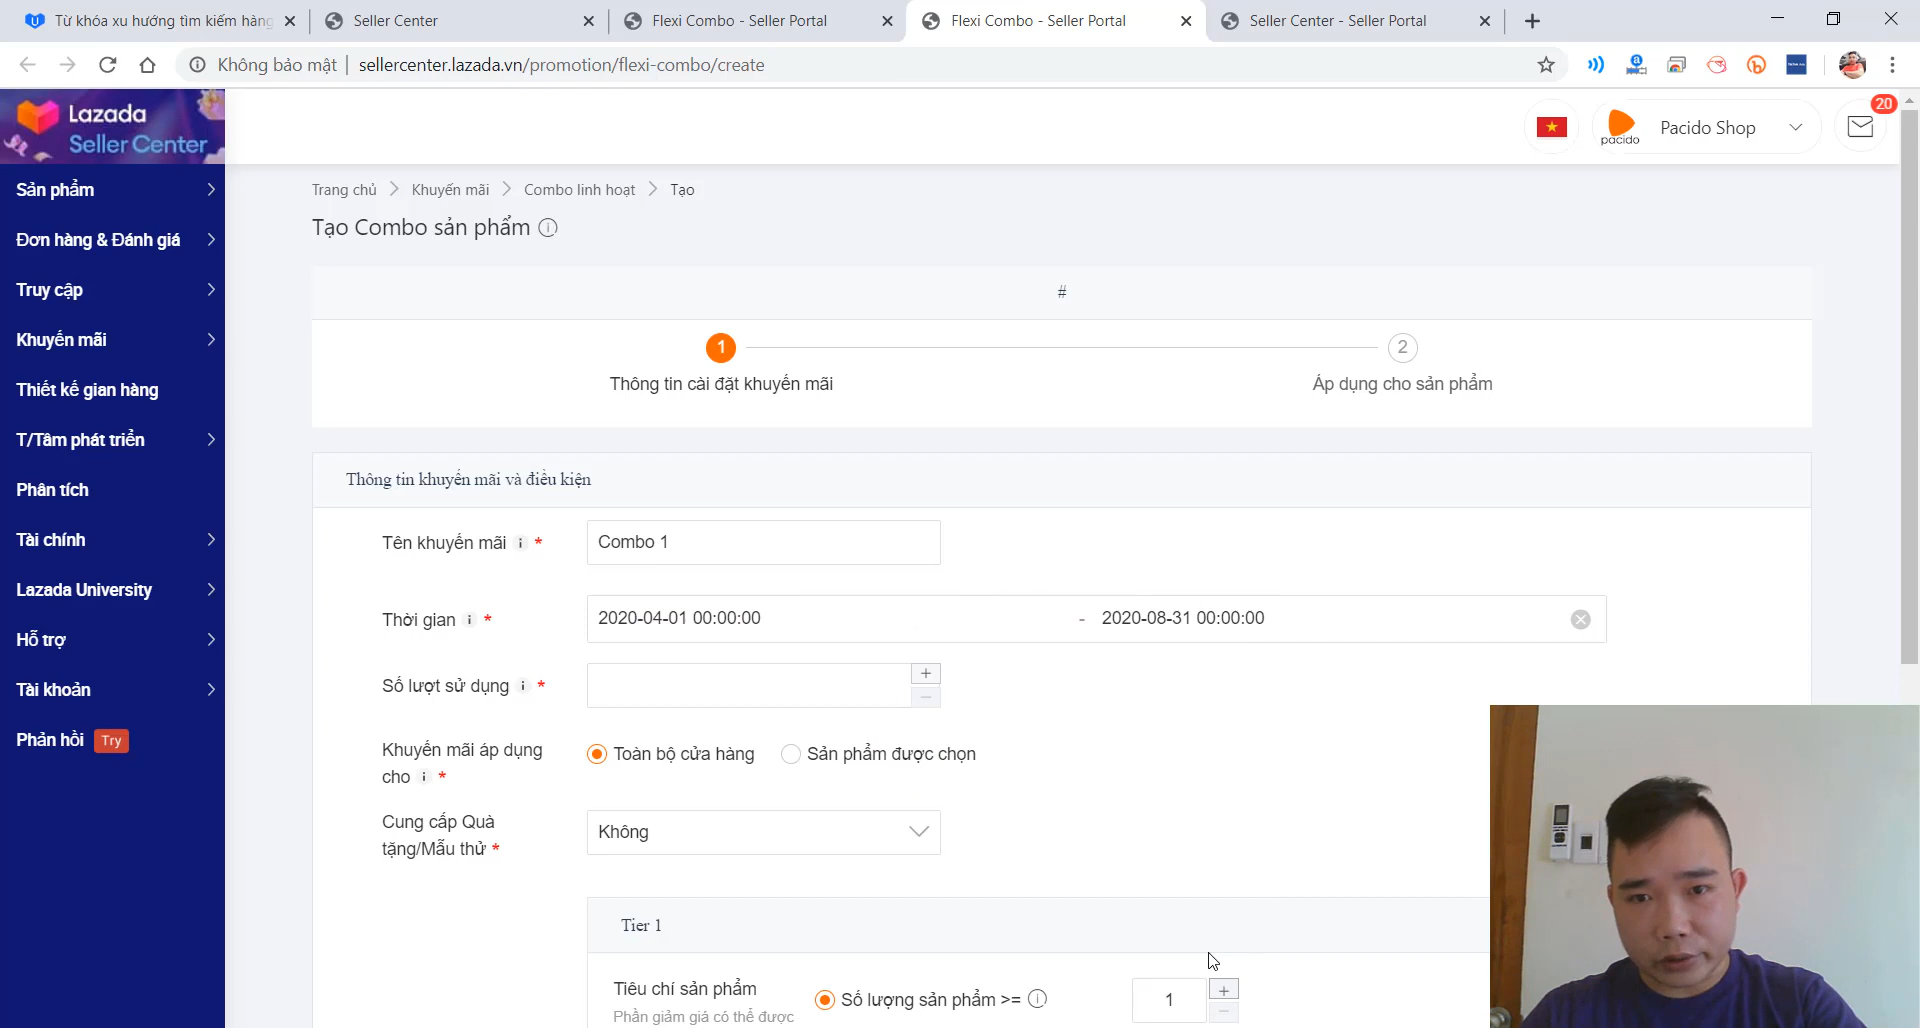 Từ khóa xu hướng tìm kiếm hàng
Seller Center
Flexi Combo - Seller Portal
Flexi Combo - Seller Portal
Seller Center - Seller Portal
Không bảo mật
sellercenter.lazada.vn/promotion/flexi-combo/create
Lazada
Seller Center
pacido
Pacido Shop
20
Sản phẩm
Đơn hàng & Đánh giá
Truy cập
Khuyến mãi
Thiết kế gian hàng
T/Tâm phát triển
Phân tích
Tài chính
Lazada University
Hỗ trợ
Tài khoản
Phản hồi Try
Trang chủ > Khuyến mãi > Combo linh hoạt > Tạo
Tạo Combo sản phẩm
#
1
2
Thông tin cài đặt khuyến mãi
Áp dụng cho sản phẩm
Thông tin khuyến mãi và điều kiện
Tên khuyến mãi i *
Combo 1
Thời gian i *
2020-04-01 00:00:00 - 2020-08-31 00:00:00
Số lượt sử dụng i *
Khuyến mãi áp dụng
cho i *
Toàn bộ cửa hàng
Sản phẩm được chọn
Cung cấp Quà
tặng/Mẫu thử *
Không
Tier 1
Tiêu chí sản phẩm
Phần giảm giá có thể được
Số lượng sản phẩm >=
1